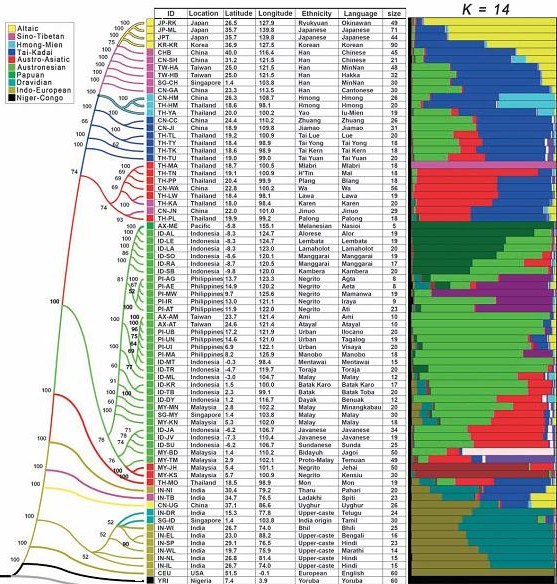 K = 14
Altaic
Sino-Tibetan
Hmong-Mien
Tai-Kadai
Austro-Asiatic
Austronesian
Papuan
Dravidian
Indo-European
Niger-Congo
ID Location Latitude Longitude Ethnicity Language size
JP-RK Japan 26.5 127.9 Ryukyuan Okinawan 49
JP-ML Japan 35.7 139.8 Japanese Japanese 71
JPT Japan 35.7 139.8 Japanese Japanese 44
KR-KR Korea 36.9 127.5 Korean Korean 90
CHB China 40.0 116.4 Han Chinese 45
CN-SH China 31.2 121.5 Han Chinese 21
TW-HA Taiwan 25.0 121.5 Han MinNan 48
TW-HB Taiwan 25.0 121.5 Han Hakka 32
SG-CH Singapore 1.4 103.8 Han MinNan 30
CN-GA China 23.3 113.5 Han Cantonese 30
CN-HM China 26.3 108.7 Hmong Hmong 26
TH-HM Thailand 18.6 98.1 Hmong Hmong 20
TH-YA Thailand 20.0 100.2 Yao Iu-Mien 19
CN-CC China 24.4 110.2 Zhuang Zhuang 26
CN-JI China 18.9 109.8 Jiamao Jiamao 31
TH-TL Thailand 19.2 100.9 Tai Lue Tai Lue 20
TH-TY Thailand 18.4 98.9 Tai Yong Tai Yong 18
TH-TK Thailand 18.6 98.9 Tai Kern Tai Kern 18
TH-TU Thailand 19.0 99.0 Tai Yuan Tai Yuan 20
TH-MA Thailand 18.7 100.5 Mlabri Mlabri 18
TH-TN Thailand 19.1 100.9 H'Tin Mal 18
TH-PP Thailand 20.4 99.9 Plang Blang 18
CN-WA China 22.8 100.2 Wa Wa 56
TH-LW Thailand 18.4 98.1 Lawa Lawa 19
TH-KA Thailand 18.4 98.4 Karen Karen 20
CN-JN China 22.0 101.0 Jinuo Jinuo 29
TH-PL Thailand 19.9 99.2 Palong Palong 18
AX-ME Pacific -5.8 155.1 Melanesian Nasioi 5
ID-AL Indonesia -8.3 124.7 Alorese Alor 19
ID-LE Indonesia -8.3 124.7 Lembata Lembata 19
ID-LA Indonesia -8.3 123.0 Lamaholot Lamaholot 20
ID-SO Indonesia -8.6 120.1 Manggarai Manggarai 19
ID-RA Indonesia -8.7 120.5 Manggarai Manggarai 17
ID-SB Indonesia -9.8 120.0 Kambera Kambera 20
PI-AG Philippines 13.7 123.3 Negrito Agta 8
PI-AE Philippines 14.9 120.2 Negrito Aeta 8
PI-MW Philippines 9.7 125.6 Negrito Mamanwa 19
PI-IR Philippines 13.0 121.1 Negrito Iraya 9
PI-AT Philippines 11.9 122.0 Negrito Ati 23
AX-AM Taiwan 23.7 121.4 Ami Ami 10
AX-AT Taiwan 24.6 121.4 Atayal Atayal 10
PI-UB Philippines 17.2 121.9 Urban Ilocano 20
PI-UN Philippines 14.6 121.0 Urban Tagalog 19
PI-UI Philippines 6.9 122.1 Urban Visaya 20
PI-MA Philippines 8.2 125.9 Manobo Manobo 18
ID-MT Indonesia -0.3 98.4 Mentawai Mentawai 15
ID-TR Indonesia -4.7 119.7 Toraja Toraja 20
ID-ML Indonesia -3.0 104.7 Malay Malay 12
ID-KR Indonesia 1.5 100.0 Batak Karo Batak Karo 17
ID-TB Indonesia 2.3 99.1 Batak Toba Batak Toba 20
ID-DY Indonesia 1.2 116.7 Dayak Benuak 12
MY-MN Malaysia 2.8 102.2 Malay Minangkabau 20
SG-MY Singapore 1.4 103.8 Malay Malay 30
MY-KN Malaysia 5.3 102.0 Malay Malay 18
ID-JA Indonesia -6.2 106.7 Javanese Javanese 34
ID-JV Indonesia -7.3 110.4 Javanese Javanese 19
ID-SU Indonesia -6.2 106.7 Sundanese Sunda 25
MY-BD Malaysia 1.4 110.2 Bidayuh Jagoi 50
MY-TM Malaysia 2.9 102.1 Proto-Malay Temuan 49
MY-JH Malaysia 5.4 101.1 Negrito Jehai 50
MY-KS Malaysia 5.7 100.9 Negrito Kensiu 30
TH-MO Thailand 18.5 98.9 Mon Mon 19
IN-NI India 30.4 79.2 Tharu Pahari 20
IN-TB India 34.7 76.5 Ladakhi Spiti 23
CN-UG China 37.1 86.6 Uyghur Uyghur 26
IN-DR India 15.3 77.8 Upper-caste Telugu 24
SG-ID Singapore 1.4 103.8 India origin Tamil 30
IN-WI India 26.7 74.0 Bhil Bhili 25
IN-EL India 23.0 88.2 Upper-caste Bengali 16
IN-SP India 29.1 76.5 Upper-caste Hindi 23
IN-WL India 19.7 75.9 Upper-caste Marathi 14
IN-NL India 26.8 81.4 Upper-caste Hindi 15
IN-IL India 26.7 74.0 Upper-caste Hindi 15
CEU USA 51.5 -0.1 European English 60
YRI Nigeria 7.4 3.9 Yoruba Yoruba 60